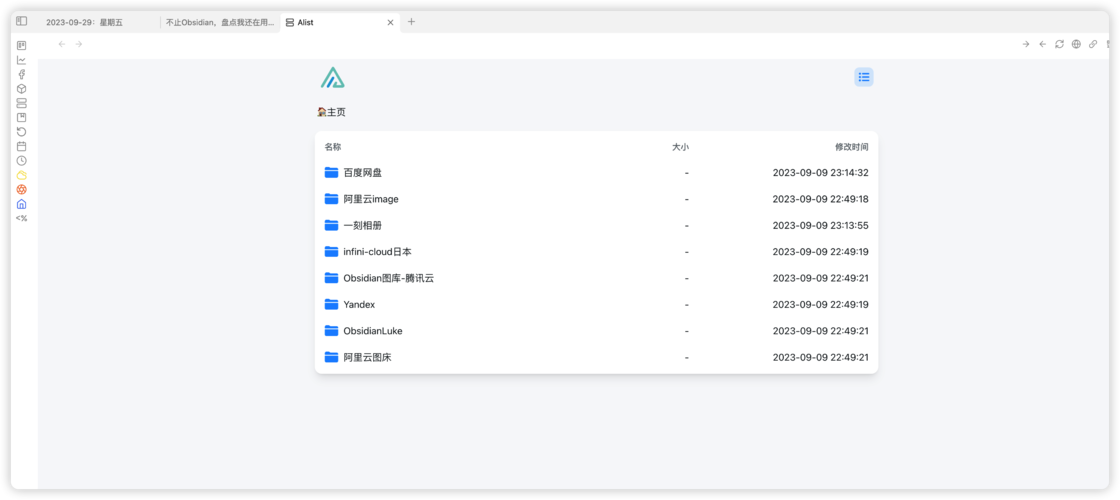 2023-09-29：星期五 不止Obsidian，盘点我还在用... Alist
🏠主页
名称 大小 修改时间
百度网盘 - 2023-09-09 23:14:32
阿里云image - 2023-09-09 22:49:18
一刻相册 - 2023-09-09 23:13:55
infini-cloud日本 - 2023-09-09 22:49:19
Obsidian图库-腾讯云 - 2023-09-09 22:49:21
Yandex - 2023-09-09 22:49:19
ObsidianLuke - 2023-09-09 22:49:21
阿里云图床 - 2023-09-09 22:49:21
<%